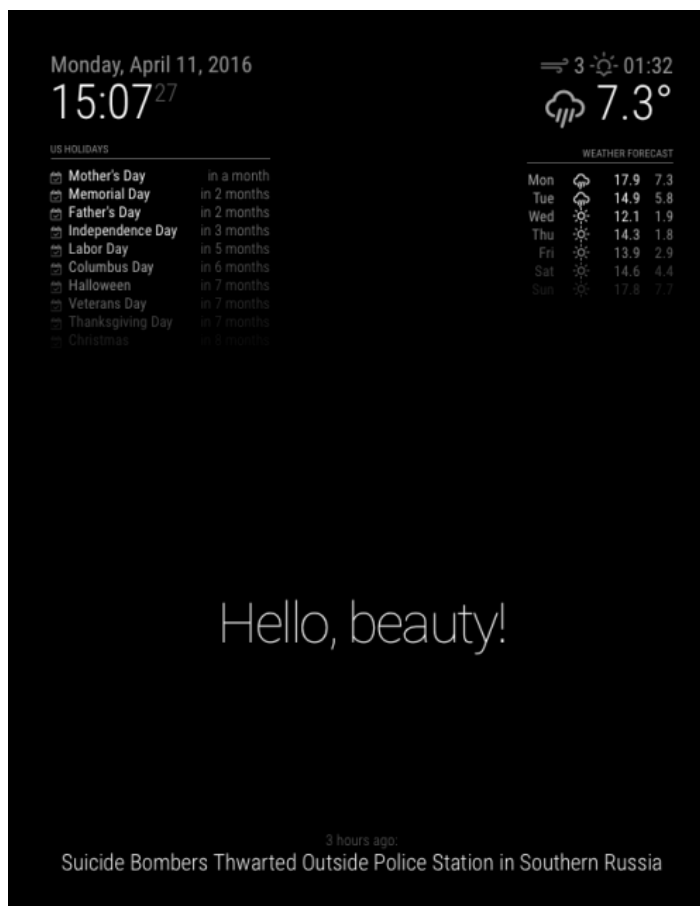 Monday, April 11, 2016
15:07 27
US HOLIDAYS
Mother's Day in a month
Memorial Day in 2 months
Father's Day in 2 months
Independence Day in 3 months
Labor Day in 5 months
Columbus Day in 6 months
Halloween in 7 months
Veterans Day in 7 months
Thanksgiving Day in 7 months
Christmas in 8 months
3 01:32
7.3°
WEATHER FORECAST
Mon 17.9 7.3
Tue 14.9 5.8
Wed 12.1 1.9
Thu 14.3 1.8
Fri 13.9 2.9
Sat 14.6 4.4
Sun 17.8 7.7
Hello, beauty!
3 hours ago:
Suicide Bombers Thwarted Outside Police Station in Southern Russia